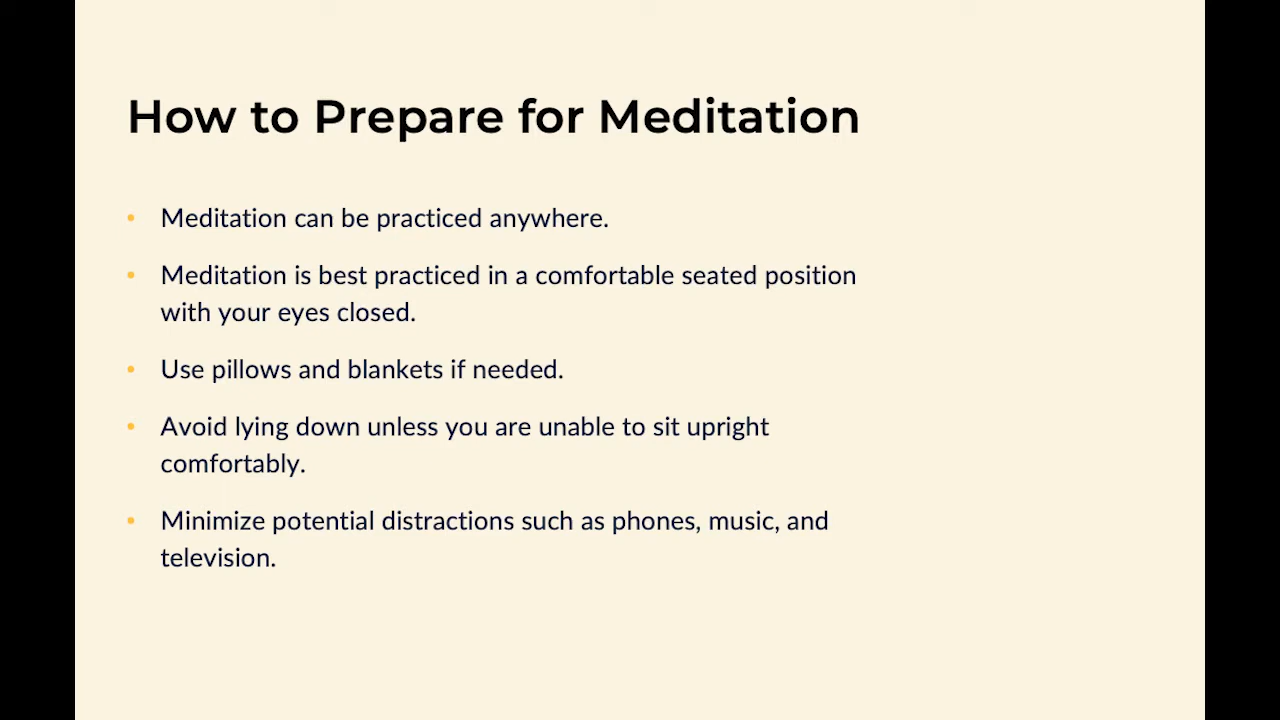 How to Prepare for Meditation
• Meditation can be practiced anywhere.
• Meditation is best practiced in a comfortable seated position
with your eyes closed.
• Use pillows and blankets if needed.
• Avoid lying down unless you are unable to sit upright
comfortably.
• Minimize potential distractions such as phones, music, and
television.